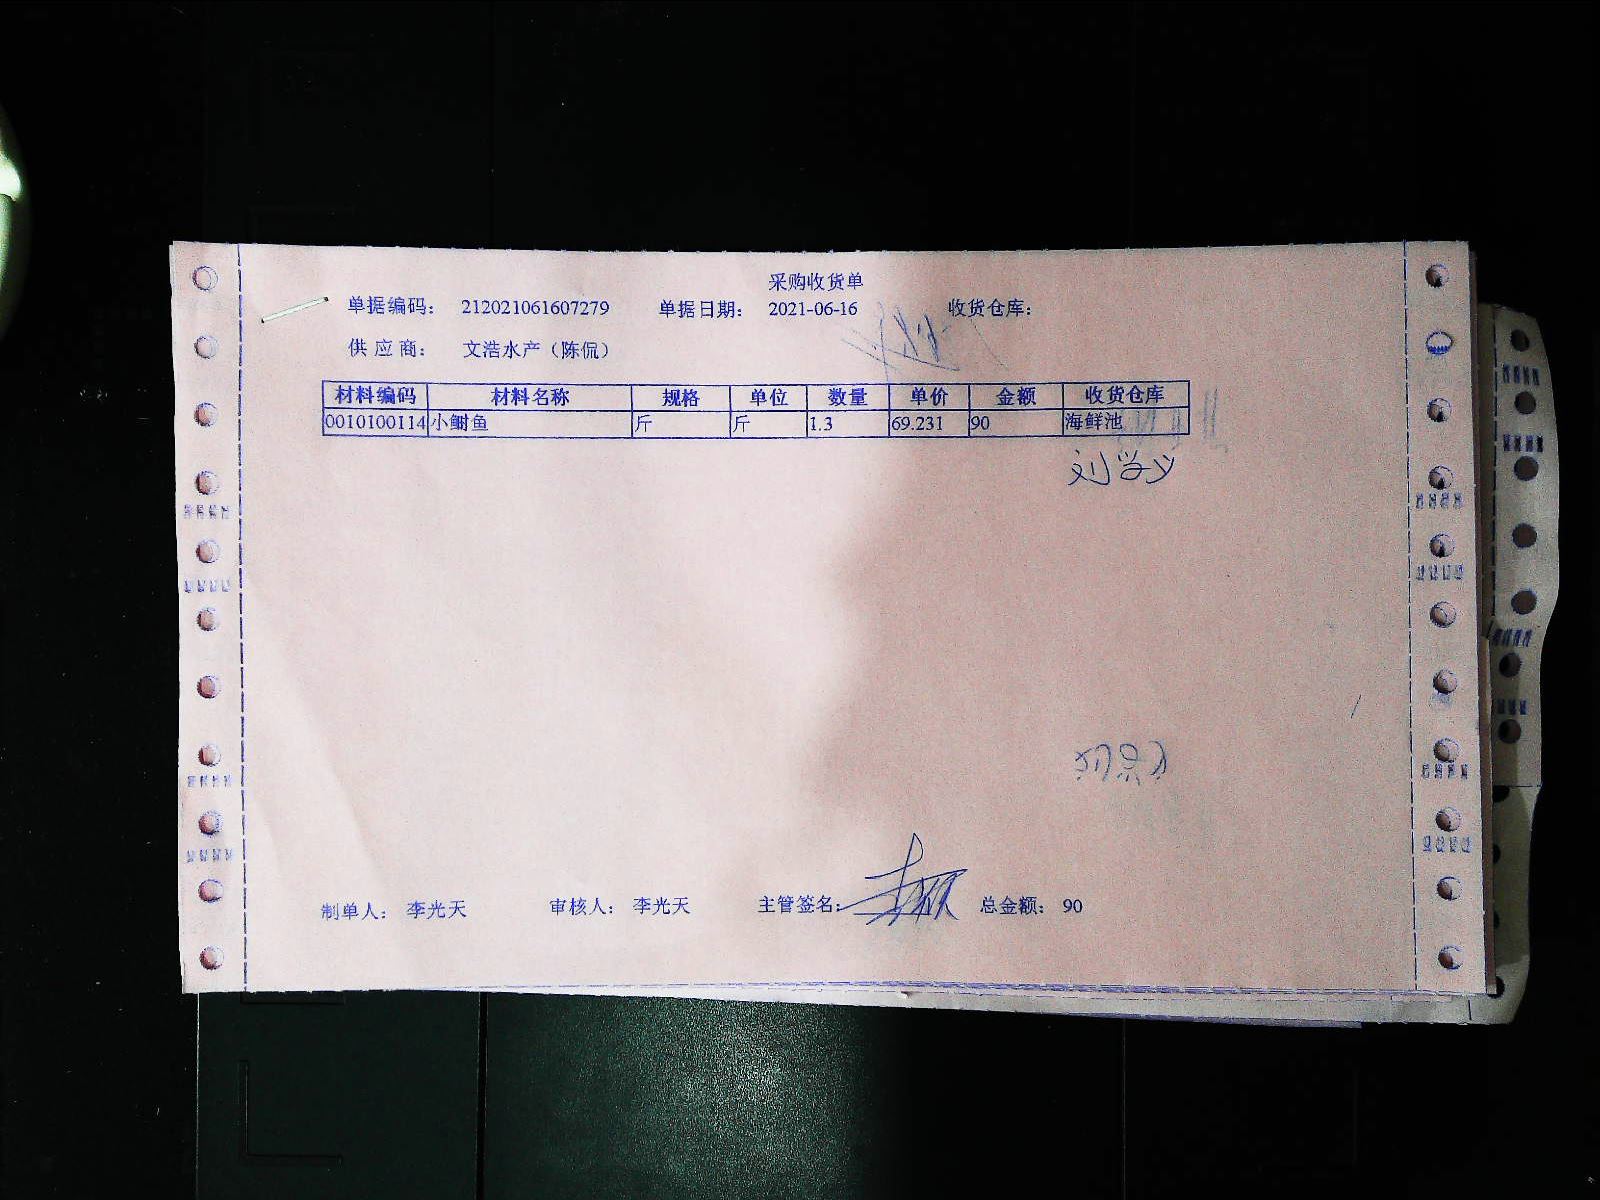 采购收货单
单据编码: 212021061607279 单据日期: 2021-06-16 收货仓库:
供应商: 文浩水产（陈侃）
材料编码 材料名称 规格 单位 数量 单价 金额 收货仓库
0010100114 小鲥鱼 斤 斤 1.3 69.231 90 海鲜池
刘学义
制单人: 李光天 审核人: 李光天 主管签名: 总金额: 90